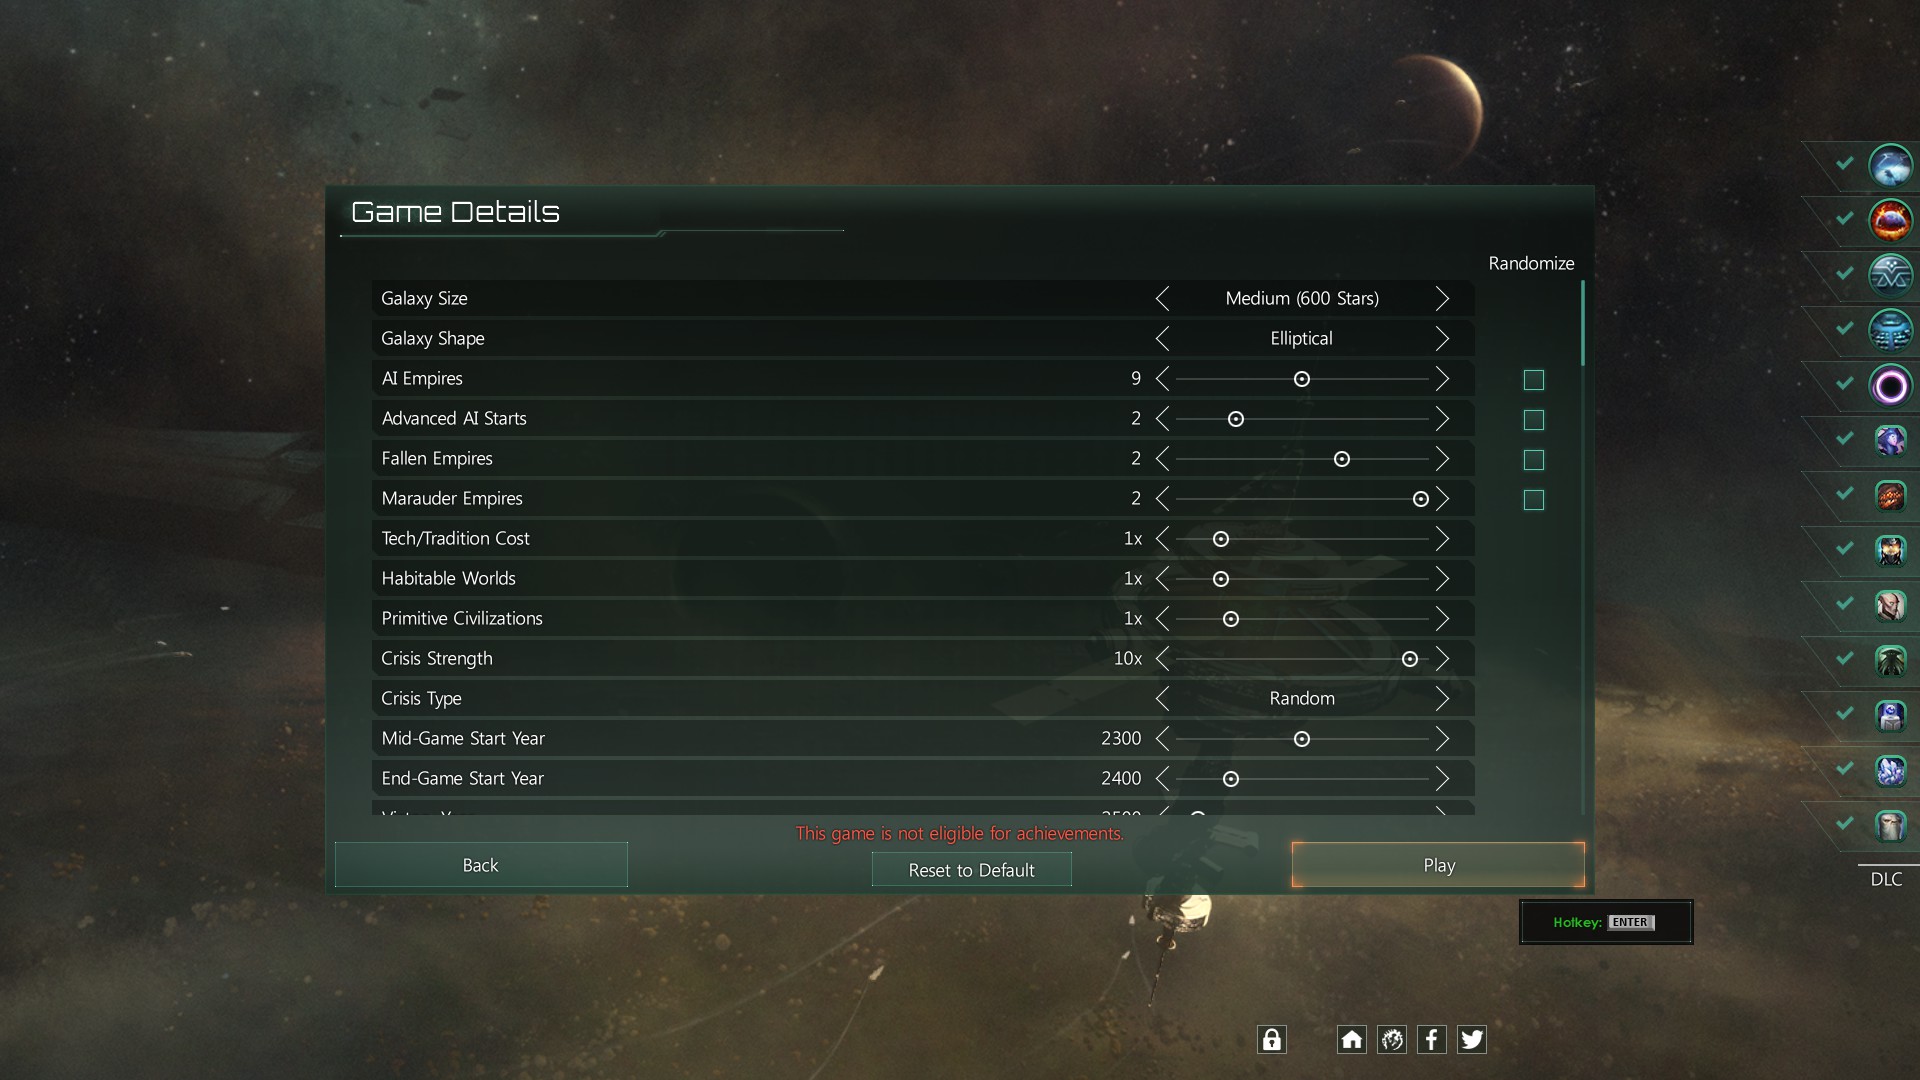 Game Details
Randomize
Galaxy Size Medium (600 Stars)
Galaxy Shape Elliptical
AI Empires 9
Advanced AI Starts 2
Fallen Empires 2
Marauder Empires 2
Tech/Tradition Cost 1x
Habitable Worlds 1x
Primitive Civilizations 1x
Crisis Strength 10x
Crisis Type Random
Mid-Game Start Year 2300
End-Game Start Year 2400
This game is not eligible for achievements.
Back
Reset to Default
Play
DLC
Hotkey: ENTER